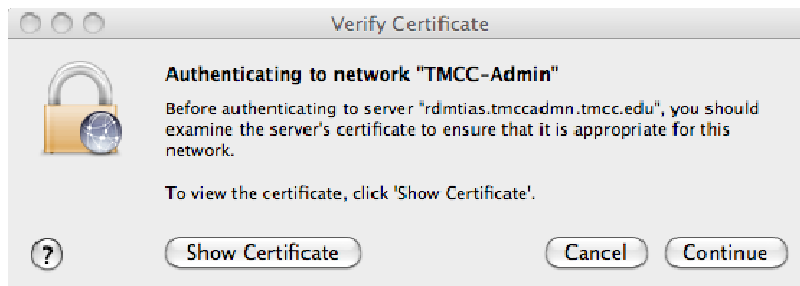 Verify Certificate
Authenticating to network "TMCC-Admin"
Before authenticating to server "rdmtias.tmccadmn.tmcc.edu", you should
examine the server's certificate to ensure that it is appropriate for this
network.
To view the certificate, click 'Show Certificate'.
? Show Certificate Cancel Continue